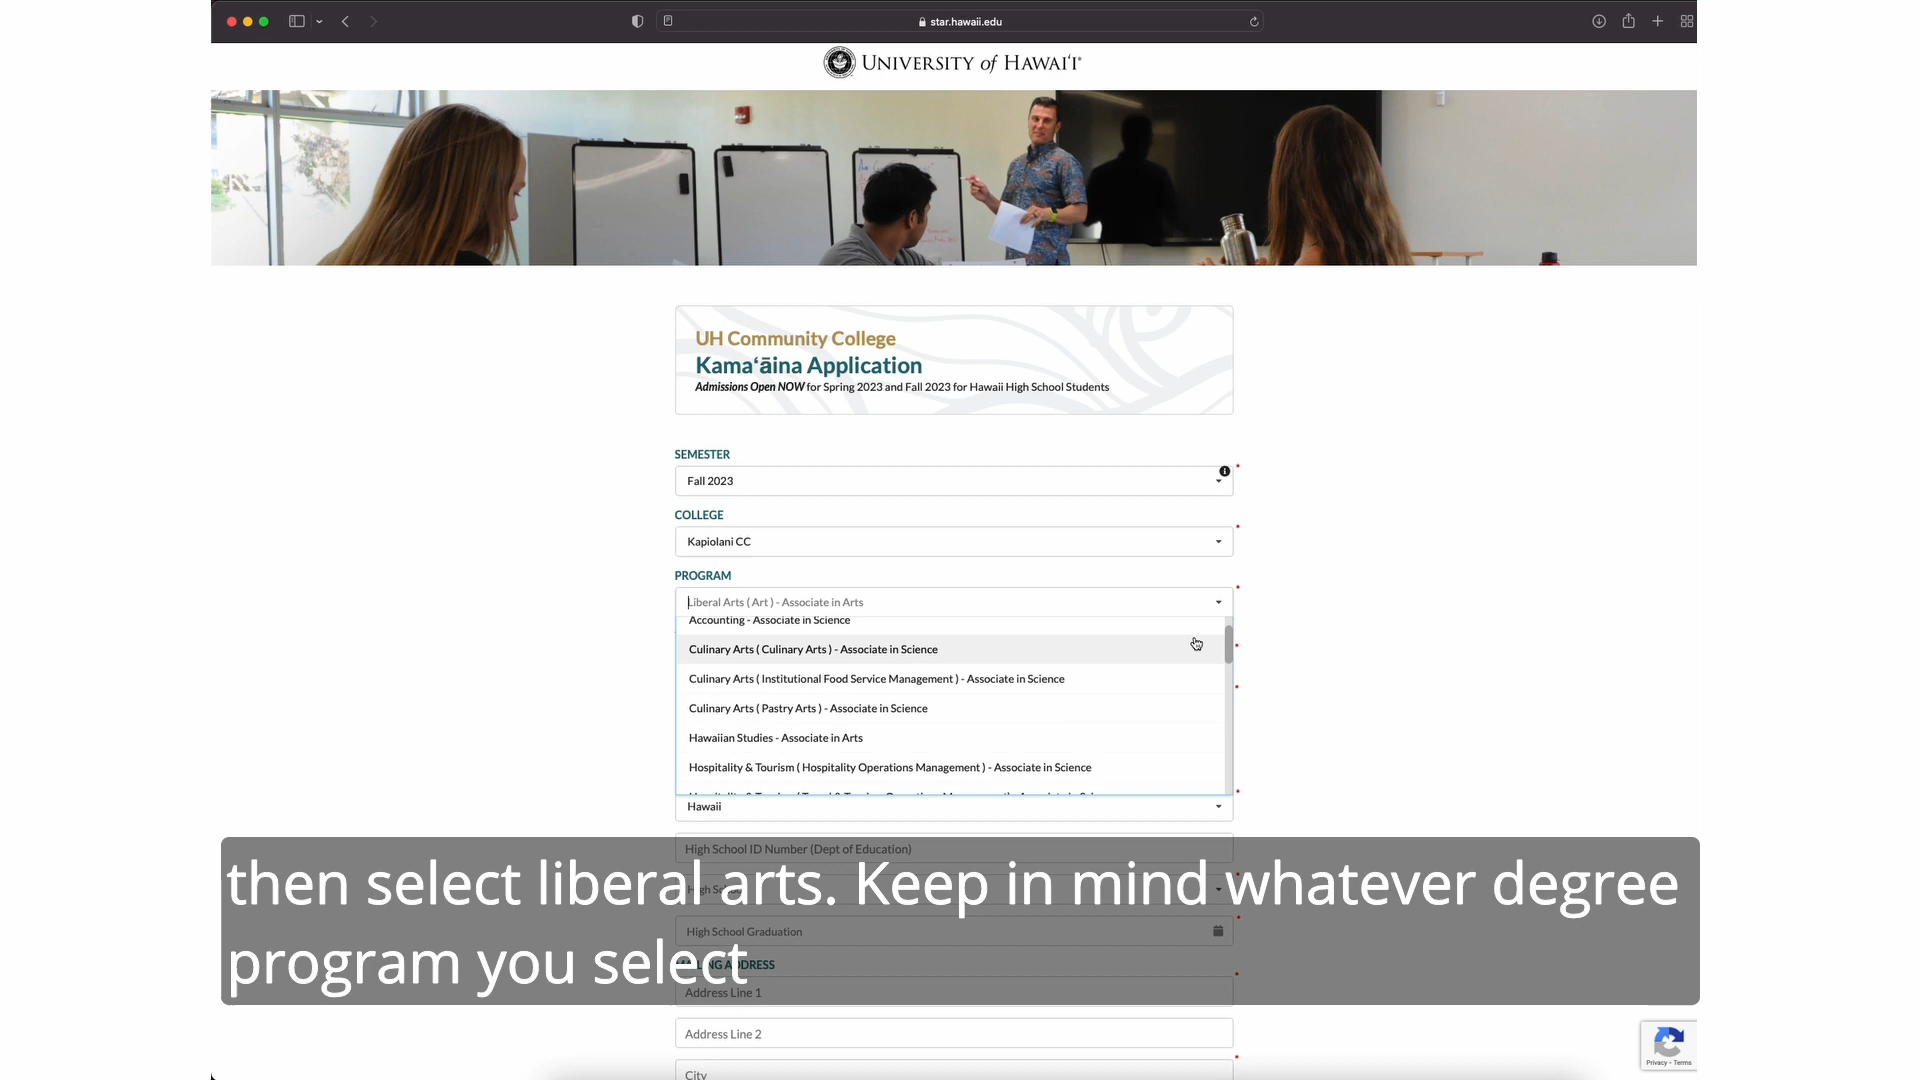 star.hawaii.edu
UNIVERSITY of HAWAIʻI®
UH Community College
Kamaʻāina Application
Admissions Open NOW for Spring 2023 and Fall 2023 for Hawaii High School Students
SEMESTER
Fall 2023
COLLEGE
Kapiolani CC
PROGRAM
Liberal Arts ( Art ) - Associate in Arts
Accounting - Associate in Science
Culinary Arts ( Culinary Arts ) - Associate in Science
Culinary Arts ( Institutional Food Service Management ) - Associate in Science
Culinary Arts ( Pastry Arts ) - Associate in Science
Hawaiian Studies - Associate in Arts
Hospitality & Tourism ( Hospitality Operations Management ) - Associate in Science
Hawaii
High School ID Number (Dept of Education)
then select liberal arts. Keep in mind whatever degree
High School Graduation
program you select
ADDRESS
Address Line 1
Address Line 2
City
Privacy - Terms